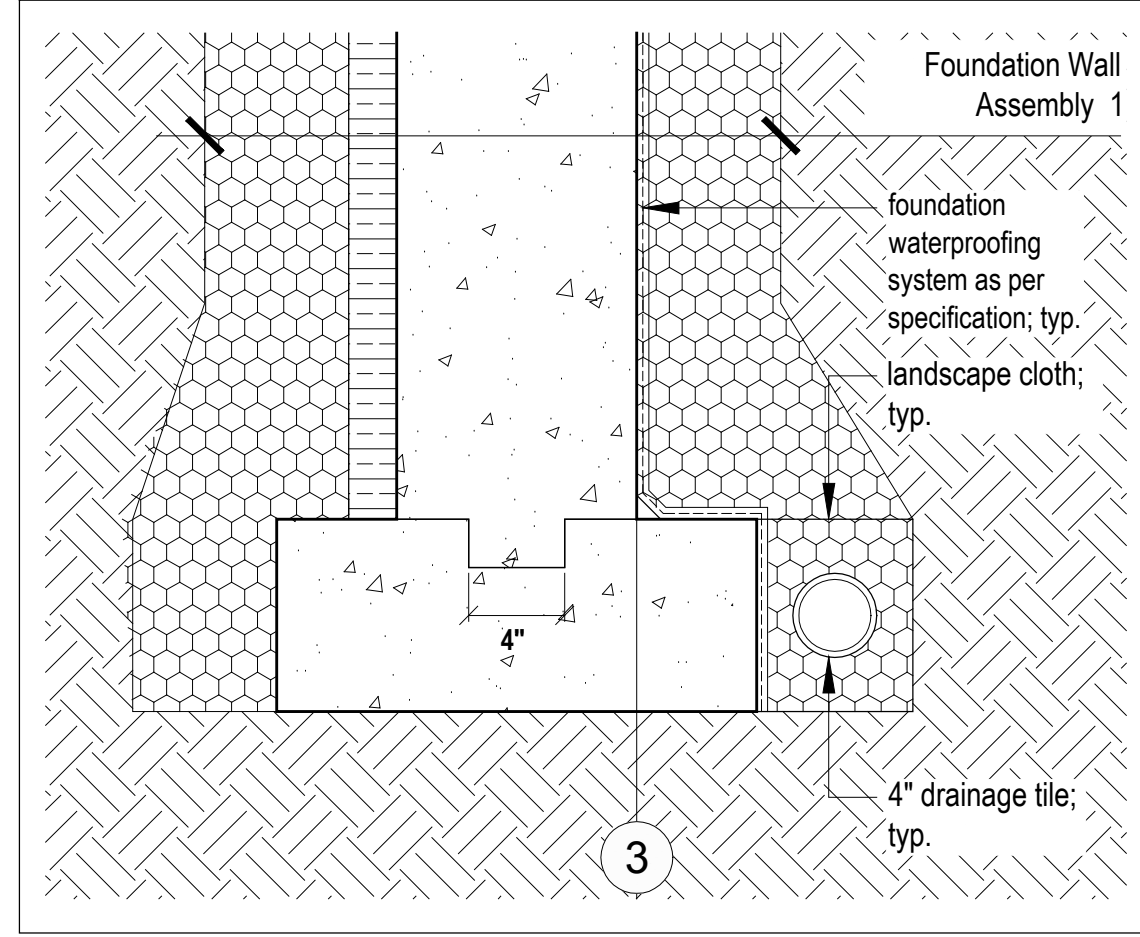 Foundation Wall
Assembly 1
foundation
waterproofing
system as per
specification; typ.
landscape cloth;
typ.
4"
4" drainage tile;
typ.
3